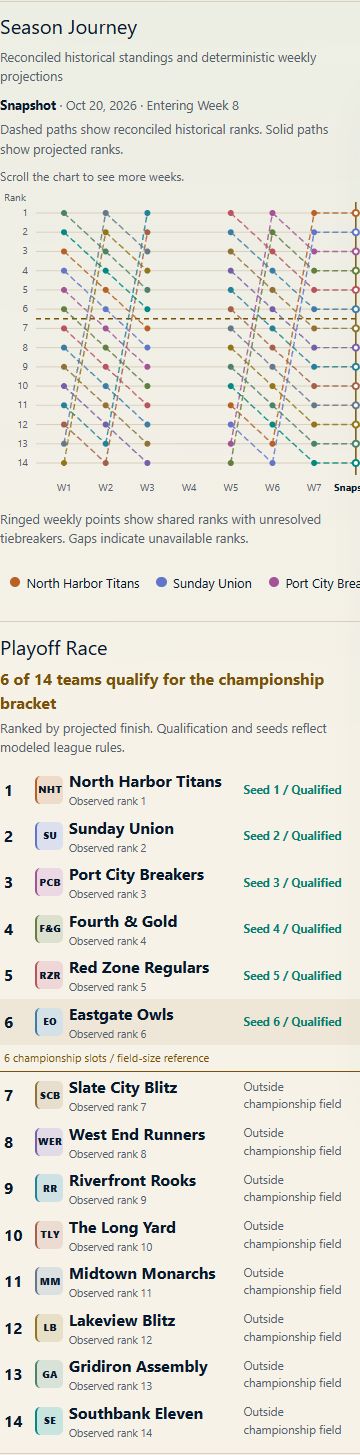 Season Journey
Reconciled historical standings and deterministic weekly
projections
Snapshot · Oct 20, 2026 · Entering Week 8
Dashed paths show reconciled historical ranks. Solid paths
show projected ranks.
Scroll the chart to see more weeks.
Rank
1
2
3
4
5
6
7
8
9
10
11
12
13
14
W1 W2 W3 W4 W5 W6 W7 Snaps
Ringed weekly points show shared ranks with unresolved
tiebreakers. Gaps indicate unavailable ranks.
North Harbor Titans Sunday Union Port City Brea
Playoff Race
6 of 14 teams qualify for the championship
bracket
Ranked by projected finish. Qualification and seeds reflect
modeled league rules.
1 NHT North Harbor Titans Seed 1 / Qualified
Observed rank 1
2 SU Sunday Union Seed 2 / Qualified
Observed rank 2
3 PCB Port City Breakers Seed 3 / Qualified
Observed rank 3
4 F&G Fourth & Gold Seed 4 / Qualified
Observed rank 4
5 RZR Red Zone Regulars Seed 5 / Qualified
Observed rank 5
6 EO Eastgate Owls Seed 6 / Qualified
Observed rank 6
6 championship slots / field-size reference
7 SCB Slate City Blitz Outside
Observed rank 7 championship field
8 WER West End Runners Outside
Observed rank 8 championship field
9 RR Riverfront Rooks Outside
Observed rank 9 championship field
10 TLY The Long Yard Outside
Observed rank 10 championship field
11 MM Midtown Monarchs Outside
Observed rank 11 championship field
12 LB Lakeview Blitz Outside
Observed rank 12 championship field
13 GA Gridiron Assembly Outside
Observed rank 13 championship field
14 SE Southbank Eleven Outside
Observed rank 14 championship field